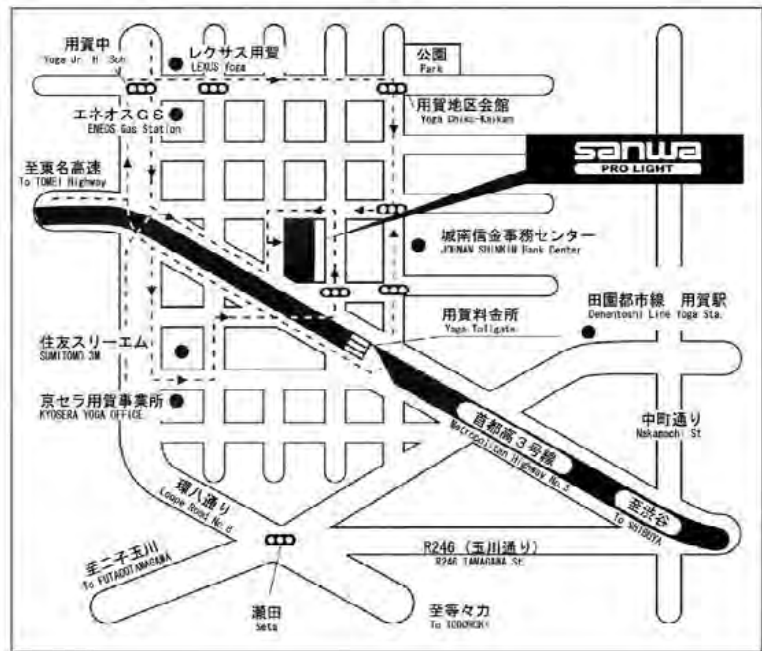 用賀中
Yoga Jr. H. Sch
レクサス用賀
LEXUS Yoga
公園
Park
エネオスGS
ENEOS Gas Station
用賀地区会館
Yoga Chiku-Kaikan
至東名高速
To TOMEI Highway
sanwa
PRO LIGHT
城南信金事務センター
JOHNAN SHINKIN Bank Center
田園都市線 用賀駅
Denentoshi Line Yoga Sta.
用賀料金所
Yoga Tollgate
住友スリーエム
SUMITOMO 3M
京セラ用賀事業所
KYOSERA YOGA OFFICE
中町通り
Nakamachi St
首都高3号線
Metropolitan Highway No.3
至渋谷
To SHIBUYA
環八通り
Loope Road No.8
R246 (玉川通り)
R246 TAMAGAWA St.
至二子玉川
To FUTAGOTAMAGAWA
瀬田
Seta
至等々力
To TODOROKI